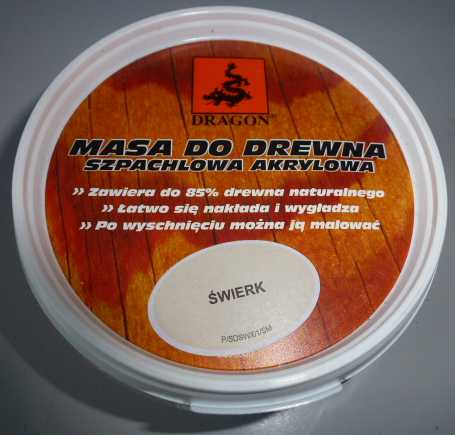 DRAGON®
MASA DO DREWNA
SZPACHLOWA AKRYLOWA
›› Zawiera do 85% drewna naturalnego
›› Łatwo się nakłada i wygładza
›› Po wyschnięciu można ją malować
ŚWIERK